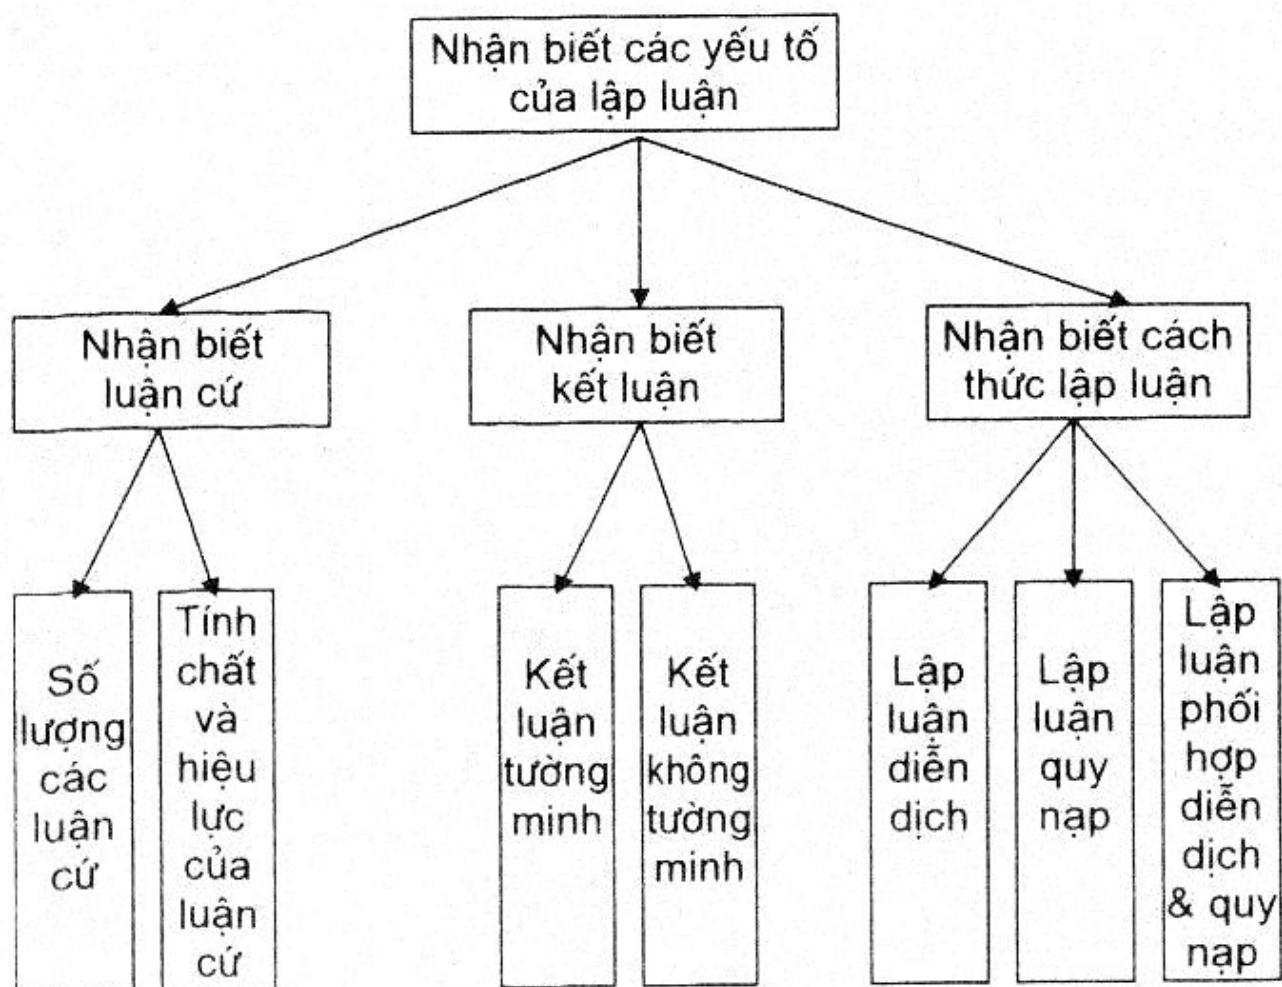 Nhận biết các yếu tố
của lập luận
Nhận biết
luận cứ
Nhận biết
kết luận
Nhận biết cách
thức lập luận
Số
lượng
các
luận
cứ
Tính
chất
và
hiệu
lực
của
luận
cứ
Kết
luận
tường
minh
Kết
luận
không
tường
minh
Lập
luận
diễn
dịch
Lập
luận
quy
nạp
Lập
luận
phối
hợp
diễn
dịch
& quy
nạp